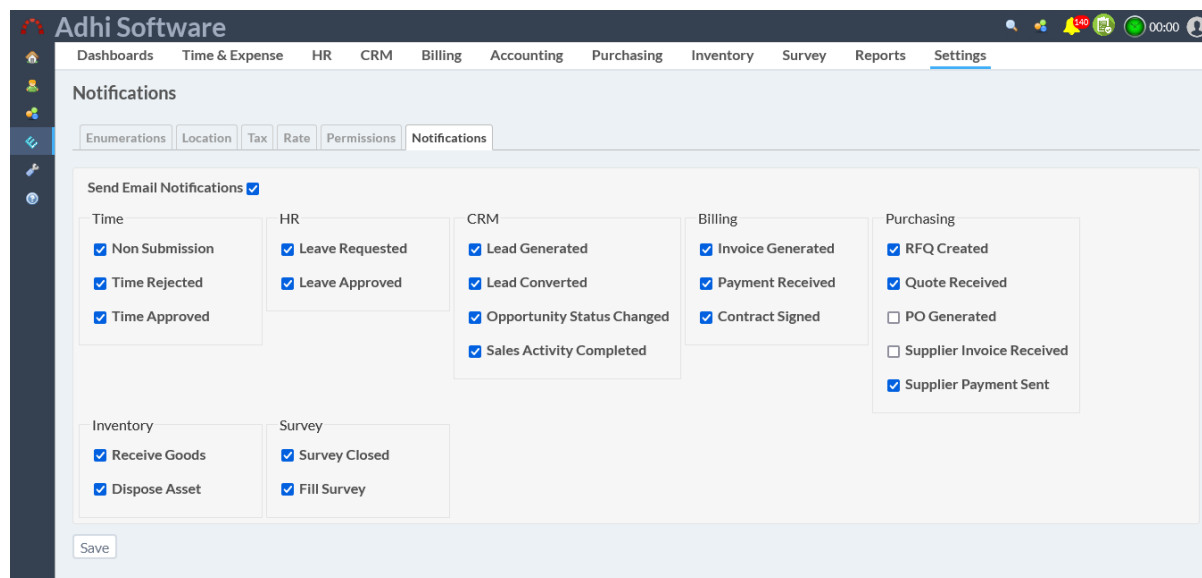 Adhi Software
140
00:00
Dashboards Time & Expense HR CRM Billing Accounting Purchasing Inventory Survey Reports Settings
Notifications
Enumerations Location Tax Rate Permissions Notifications
Send Email Notifications
Time HR CRM Billing Purchasing
Non Submission Leave Requested Lead Generated Invoice Generated RFQ Created
Time Rejected Leave Approved Lead Converted Payment Received Quote Received
Time Approved Opportunity Status Changed Contract Signed PO Generated
Sales Activity Completed Supplier Invoice Received
Supplier Payment Sent
Inventory Survey
Receive Goods Survey Closed
Dispose Asset Fill Survey
Save